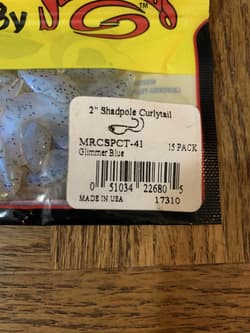 By
2" Shadpole Curlytail
MRCSPCT-41
15 PACK
Glimmer Blue
0 51034 22680 5
MADE IN USA
17310